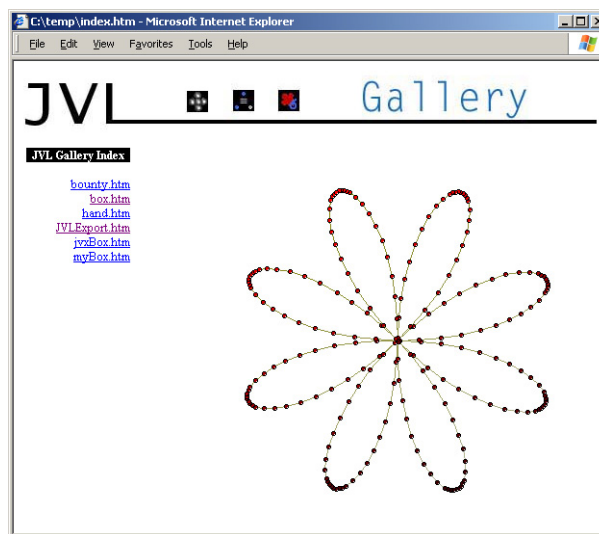 C:\temp\index.htm - Microsoft Internet Explorer
File Edit View Favorites Tools Help
JVL Gallery
JVL Gallery Index
bounty.htm
box.htm
hand.htm
JVLExport.htm
jvxBox.htm
myBox.htm